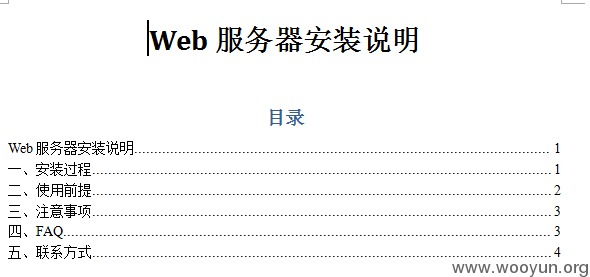 Web 服务器安装说明
目录
Web 服务器安装说明........................................................................................................ 1
一、安装过程........................................................................................................ 1
二、使用前提........................................................................................................ 2
三、注意事项........................................................................................................ 3
四、FAQ........................................................................................................ 3
五、联系方式........................................................................................................ 4
www.wooyun.org